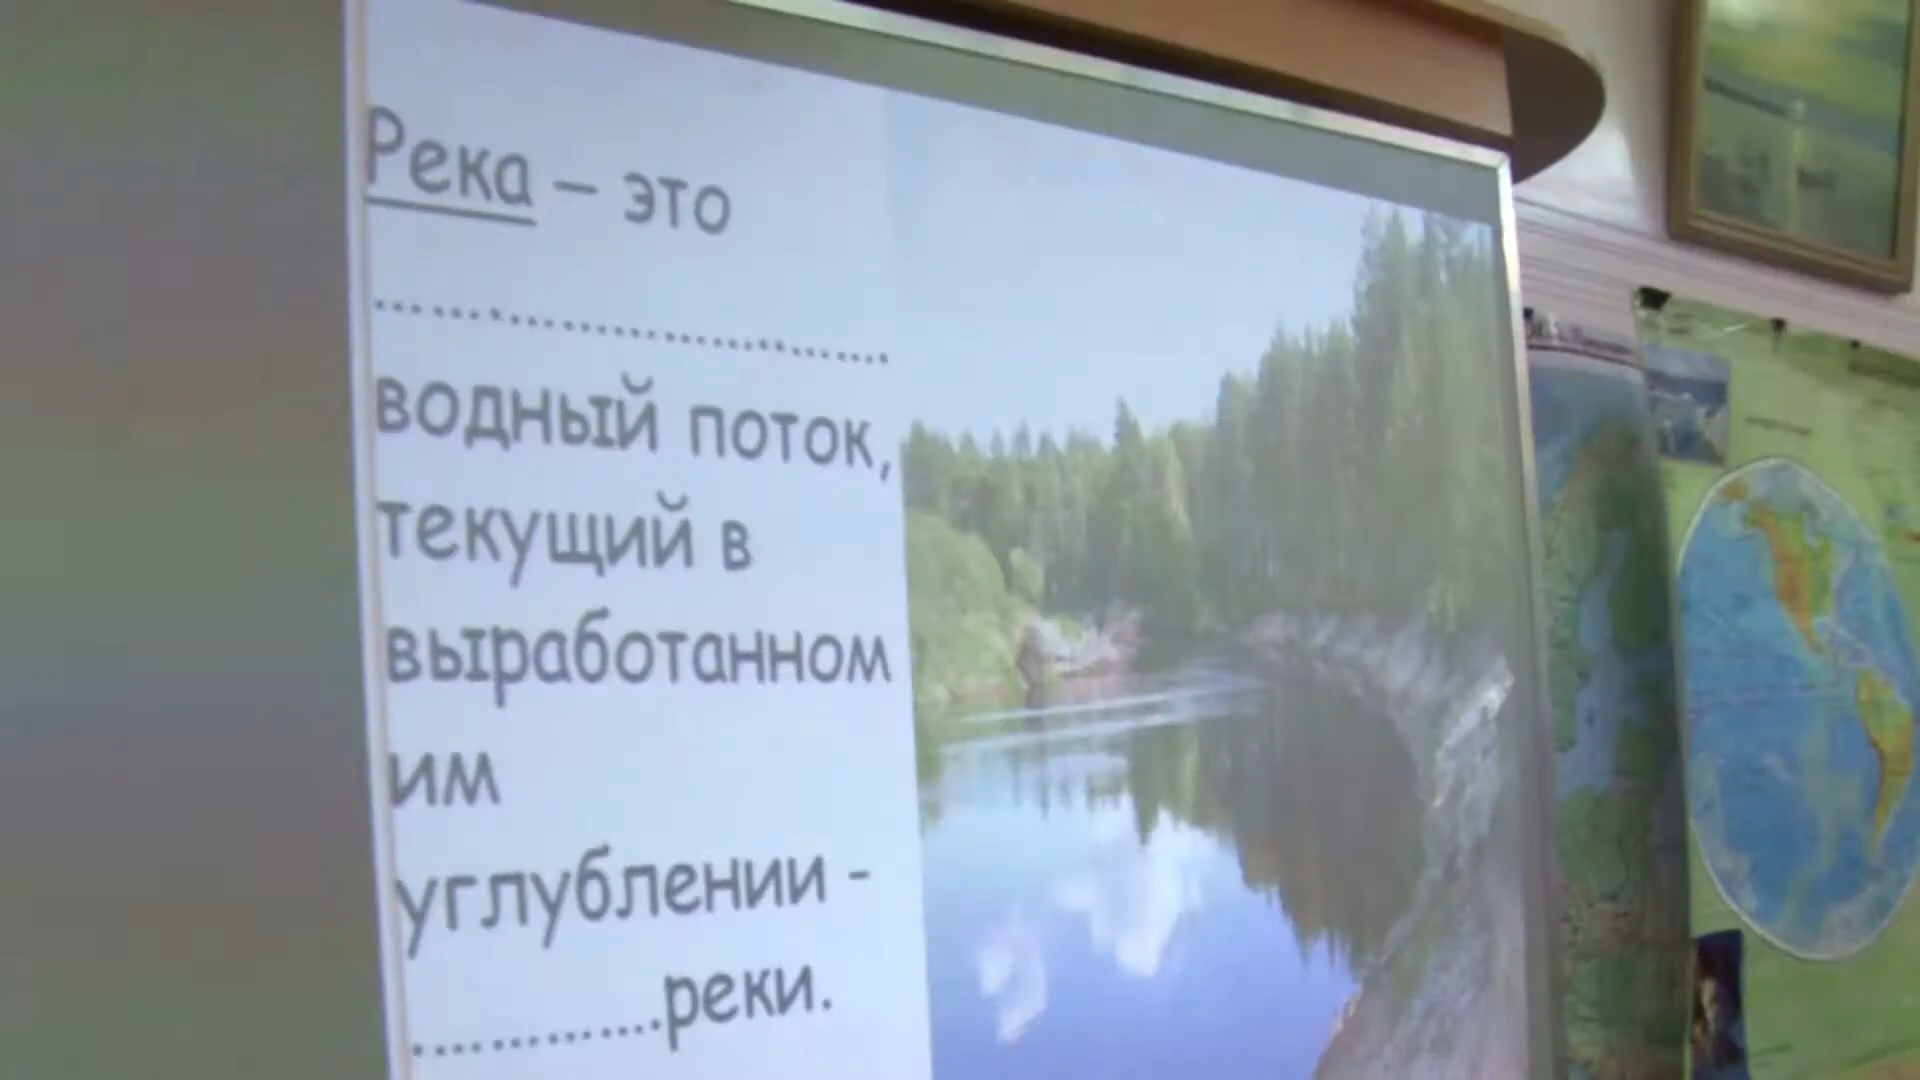 Река – это
................................
водный поток,
текущий в
выработанном
им
углублении -
.............реки.